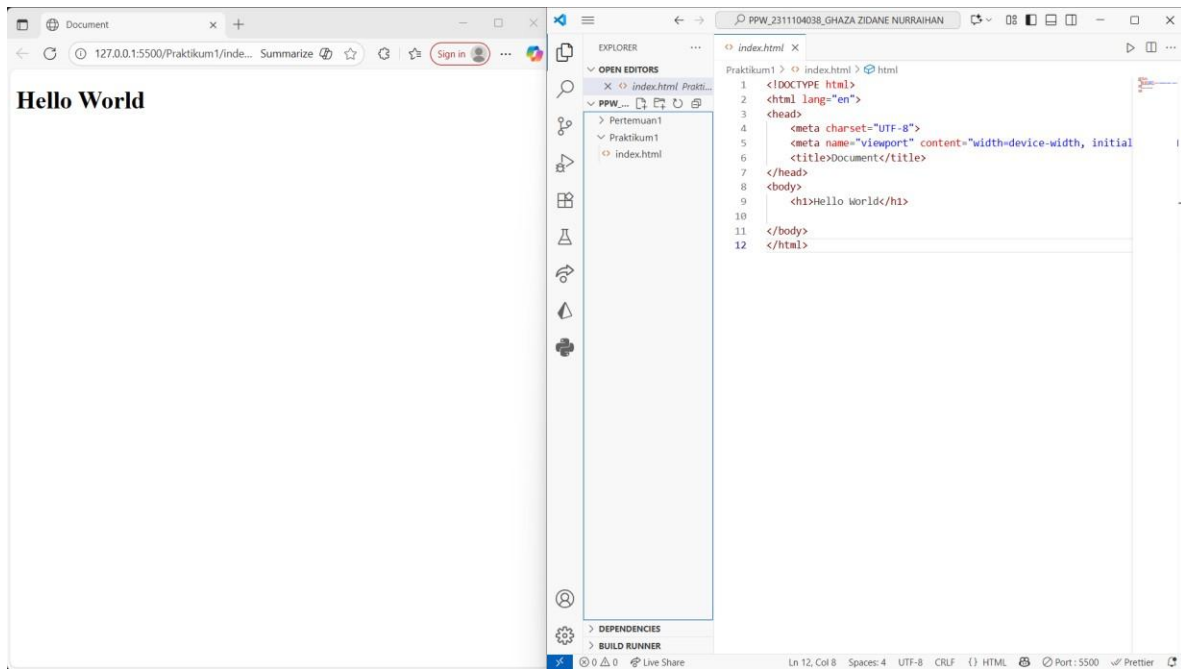 Document
127.0.0.1:5500/Praktikum1/inde... Summarize Sign in
Hello World
PPW_2311104038_GHAZA ZIDANE NURRAIHAN
EXPLORER
OPEN EDITORS
index.html Prakti...
PPW_...
Pertemuan1
Praktikum1
index.html
DEPENDENCIES
BUILD RUNNER
index.html
Praktikum1 > index.html > html
1 <!DOCTYPE html>
2 <html lang="en">
3 <head>
4 <meta charset="UTF-8">
5 <meta name="viewport" content="width=device-width, initial
6 <title>Document</title>
7 </head>
8 <body>
9 <h1>Hello World</h1>
10
11 </body>
12 </html>
0 0 Live Share Ln 12, Col 8 Spaces: 4 UTF-8 CRLF {} HTML Port : 5500 Prettier